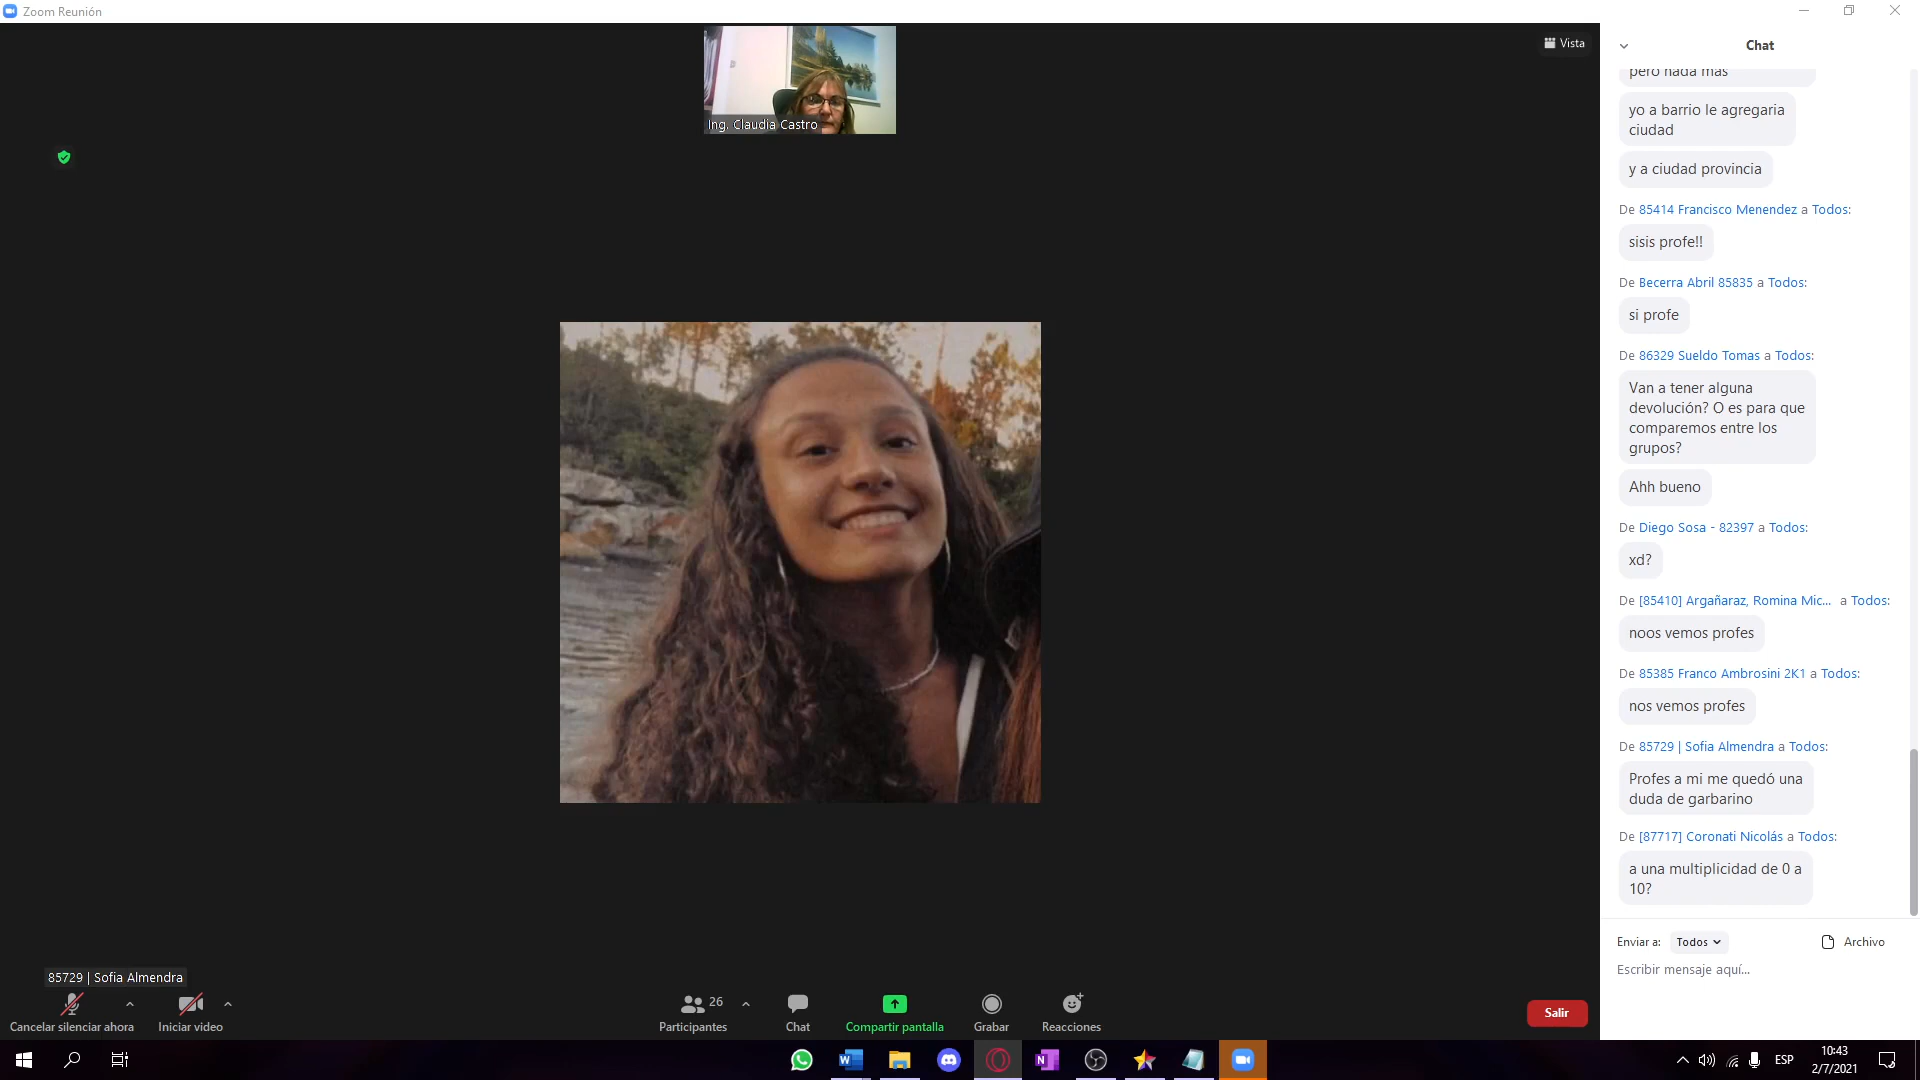 Zoom Reunión
Ing. Claudia Castro
Vista
Chat
pero nada mas
yo a barrio le agregaria
ciudad
y a ciudad provincia
De 85414 Francisco Menendez a Todos:
sisis profe!!
De Becerra Abril 85835 a Todos:
si profe
De 86329 Sueldo Tomas a Todos:
Van a tener alguna
devolución? O es para que
comparemos entre los
grupos?
Ahh bueno
De Diego Sosa - 82397 a Todos:
xd?
De [85410] Argañaraz, Romina Mic... a Todos:
noos vemos profes
De 85385 Franco Ambrosini 2K1 a Todos:
nos vemos profes
De 85729 | Sofia Almendra a Todos:
Profes a mi me quedó una
duda de garbarino
De [87717] Coronati Nicolás a Todos:
a una multiplicidad de 0 a
10?
Enviar a: Todos Archivo
Escribir mensaje aquí...
85729 | Sofia Almendra
Cancelar silenciar ahora
Iniciar video
26
Participantes
Chat
Compartir pantalla
Grabar
Reacciones
Salir
ESP
10:43
2/7/2021